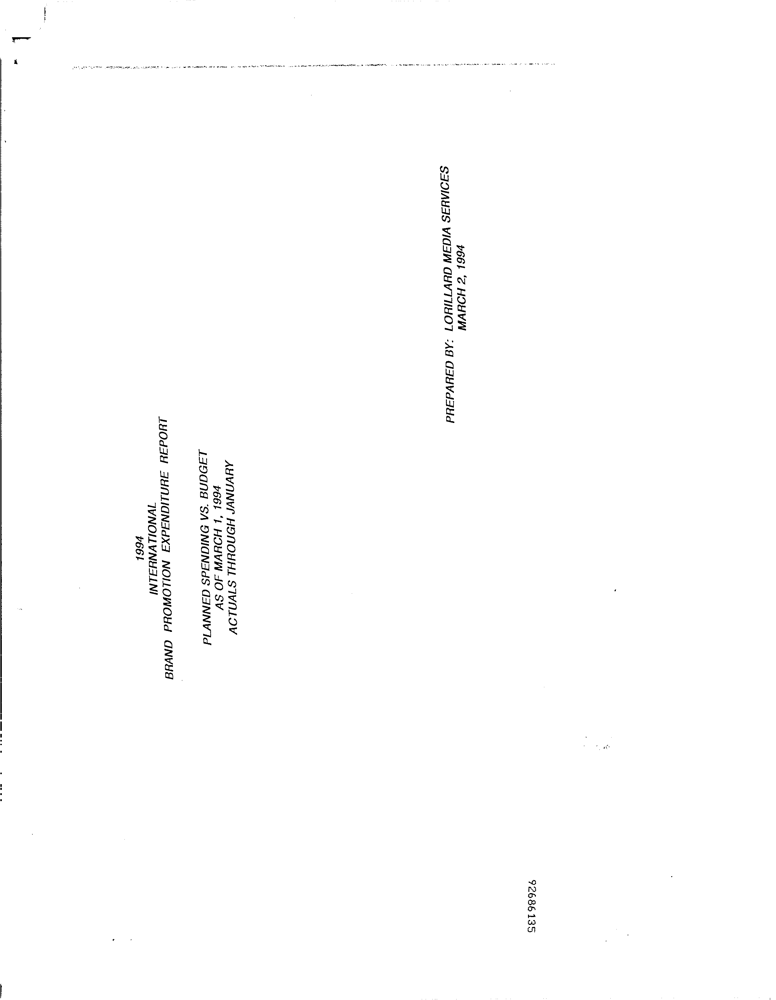 1994
INTERNATIONAL
BRAND PROMOTION EXPENDITURE REPORT
PLANNED SPENDING VS. BUDGET
AS OF MARCH 1, 1994
ACTUALS THROUGH JANUARY
PREPARED BY: LORILLARD MEDIA SERVICES
MARCH 2, 1994
92686135